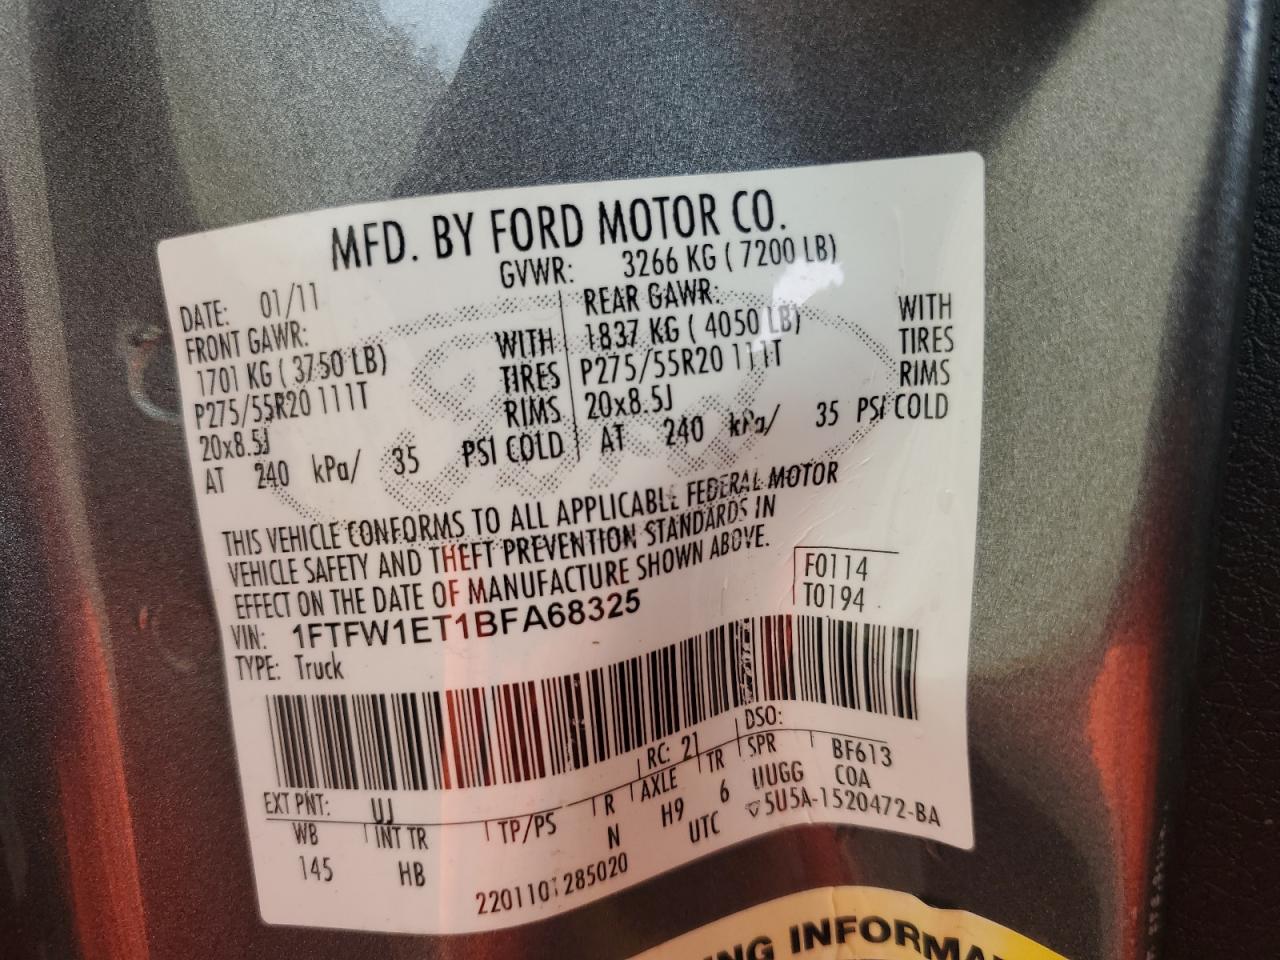 MFD. BY FORD MOTOR CO.
DATE: 01/11 GVWR: 3266 KG ( 7200 LB)
FRONT GAWR: REAR GAWR:
1701 KG ( 3750 LB) WITH 1837 KG ( 4050 LB) WITH
P275/55R20 111T TIRES P275/55R20 111T TIRES
20x8.5J RIMS 20x8.5J RIMS
AT 240 kPa/ 35 PSI COLD AT 240 kPa/ 35 PSI COLD
THIS VEHICLE CONFORMS TO ALL APPLICABLE FEDERAL MOTOR
VEHICLE SAFETY AND THEFT PREVENTION STANDARDS IN
EFFECT ON THE DATE OF MANUFACTURE SHOWN ABOVE.
F0114
VIN: 1FTFW1ET1BFA68325 T0194
TYPE: Truck
EXT PNT: UJ RC: 21 DSO:
WB INT TR TP/PS R AXLE TR SPR BF613
145 HB N H9 6 UUGG COA
2201101285020 UTC ▽5U5A-1520472-BA
NG INFORMA